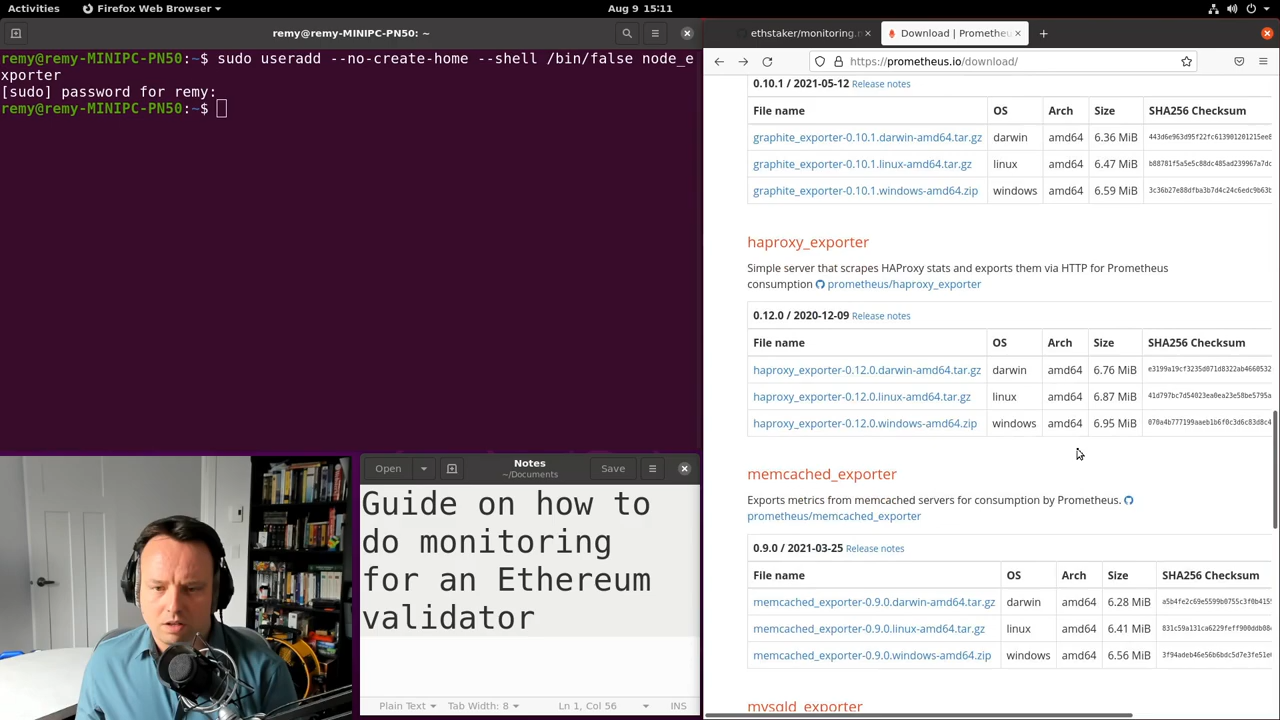 Activities
Firefox Web Browser
Aug 9 15:11
remy@remy-MINIPC-PN50: ~
remy@remy-MINIPC-PN50:~$ sudo useradd --no-create-home --shell /bin/false node_e
xporter
[sudo] password for remy:
remy@remy-MINIPC-PN50:~$
ethstaker/monitoring.m
Download | Prometheus
https://prometheus.io/download/
0.10.1 / 2021-05-12 Release notes
File name OS Arch Size SHA256 Checksum
graphite_exporter-0.10.1.darwin-amd64.tar.gz darwin amd64 6.36 MiB
graphite_exporter-0.10.1.linux-amd64.tar.gz linux amd64 6.47 MiB
graphite_exporter-0.10.1.windows-amd64.zip windows amd64 6.59 MiB
haproxy_exporter
Simple server that scrapes HAProxy stats and exports them via HTTP for Prometheus
consumption prometheus/haproxy_exporter
0.12.0 / 2020-12-09 Release notes
File name OS Arch Size SHA256 Checksum
haproxy_exporter-0.12.0.darwin-amd64.tar.gz darwin amd64 6.76 MiB
haproxy_exporter-0.12.0.linux-amd64.tar.gz linux amd64 6.87 MiB
haproxy_exporter-0.12.0.windows-amd64.zip windows amd64 6.95 MiB
memcached_exporter
Exports metrics from memcached servers for consumption by Prometheus.
prometheus/memcached_exporter
0.9.0 / 2021-03-25 Release notes
File name OS Arch Size SHA256 Checksum
memcached_exporter-0.9.0.darwin-amd64.tar.gz darwin amd64 6.28 MiB
memcached_exporter-0.9.0.linux-amd64.tar.gz linux amd64 6.41 MiB
memcached_exporter-0.9.0.windows-amd64.zip windows amd64 6.56 MiB
mysqld_exporter
Open
Notes
~/Documents
Save
Guide on how to
do monitoring
for an Ethereum
validator
Plain Text Tab Width: 8 Ln 1, Col 56 INS